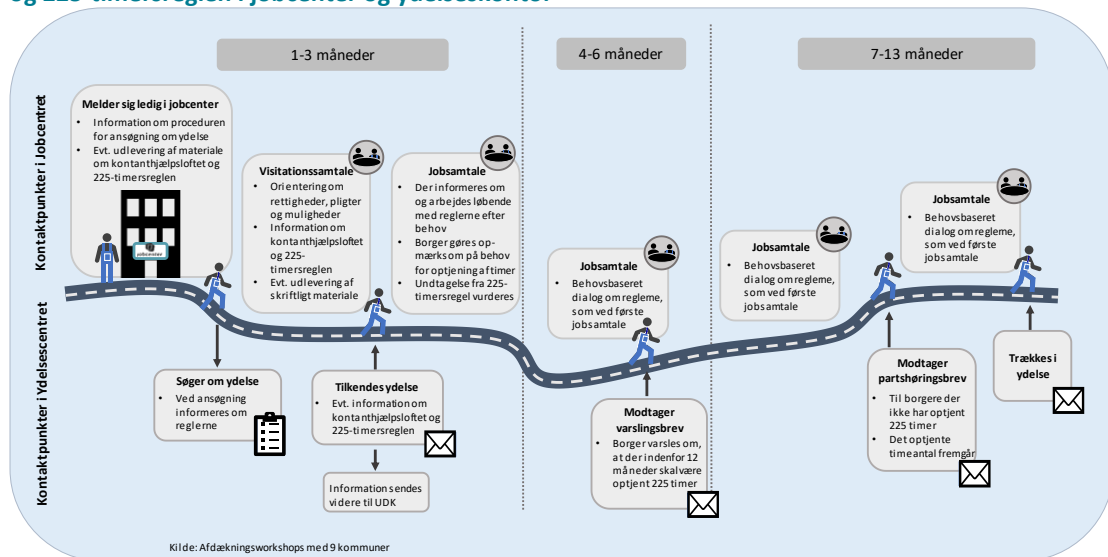 og 225-timersreglen i jobcenter og ydelseskontor
1-3 måneder
4-6 måneder
7-13 måneder
Kontaktpunkter i Jobcentret
Kontaktpunkter i Ydelsescentret
Melder sig ledig i jobcenter
• Information om proceduren
for ansøgning om ydelse
• Evt. udlevering af materiale
om kontanthjælpsloftet og
225-timersreglen
jobcenter
Visitationssamtale
• Orientering om
rettigheder, pligter
og muligheder
• Information om
kontanthjælpsloftet
og 225-
timersreglen
• Evt. udlevering af
skriftligt materiale
Jobsamtale
• Der informeres om
og arbejdes løbende
med reglerne efter
behov
• Borger gøres op-
mærksom på behov
for optjening af timer
• Undtagelse fra 225-
timersregel vurderes
Jobsamtale
• Behovsbaseret
dialog om reglerne,
som ved første
jobsamtale
Jobsamtale
• Behovsbaseret
dialog om reglerne,
som ved første
jobsamtale
Jobsamtale
• Behovsbaseret
dialog om reglerne,
som ved første
jobsamtale
Søger om ydelse
• Ved ansøgning
informeres om
reglerne
Tilkendes ydelse
• Evt. information om
kontanthjælpsloftet og
225-timersreglen
Information sendes
videre til UDK
Modtager
varslingsbrev
• Borger varsles om,
at der indenfor 12
måneder skal være
optjent 225 timer
Modtager
partshøringsbrev
• Til borgere der
ikke har optjent
225 timer
• Det optjente
timeantal fremgår
Trækkes i
ydelse
Kilde: Afdækningsworkshops med 9 kommuner